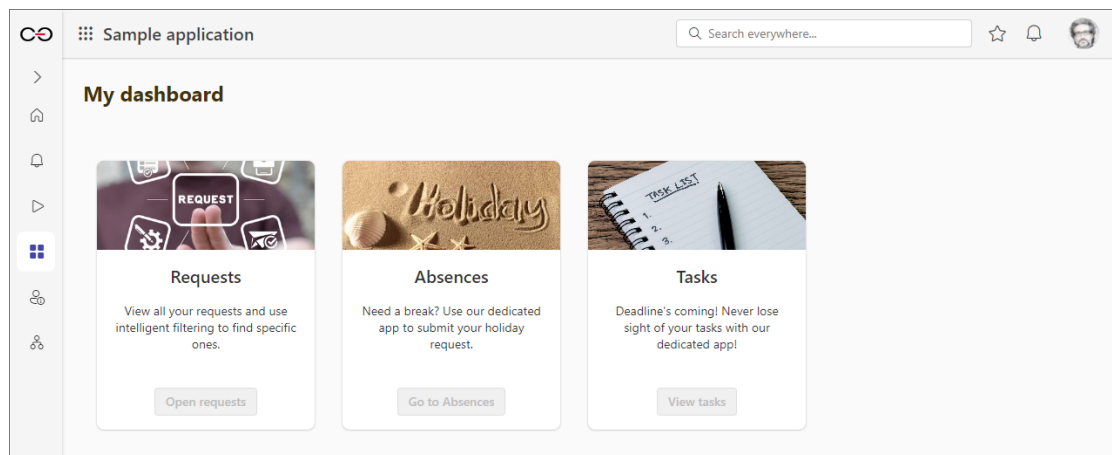 Sample application
Search everywhere...
My dashboard
REQUEST
Holiday
TASK LIST
1.
2.
3.
Requests
Absences
Tasks
View all your requests and use
intelligent filtering to find specific
ones.
Need a break? Use our dedicated
app to submit your holiday
request.
Deadline's coming! Never lose
sight of your tasks with our
dedicated app!
Open requests
Go to Absences
View tasks